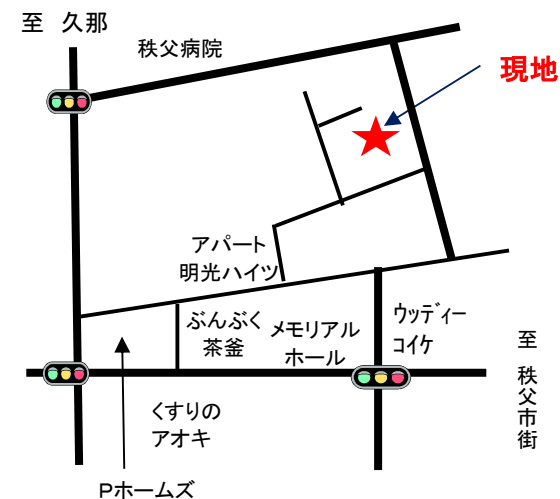 至 久那
秩父病院
現地
アパート
明光ハイツ
ぶんぶく
茶釜
メモリアル
ホール
ウッディー
コイケ
至 秩父市街
くすりの
アオキ
Pホームズ